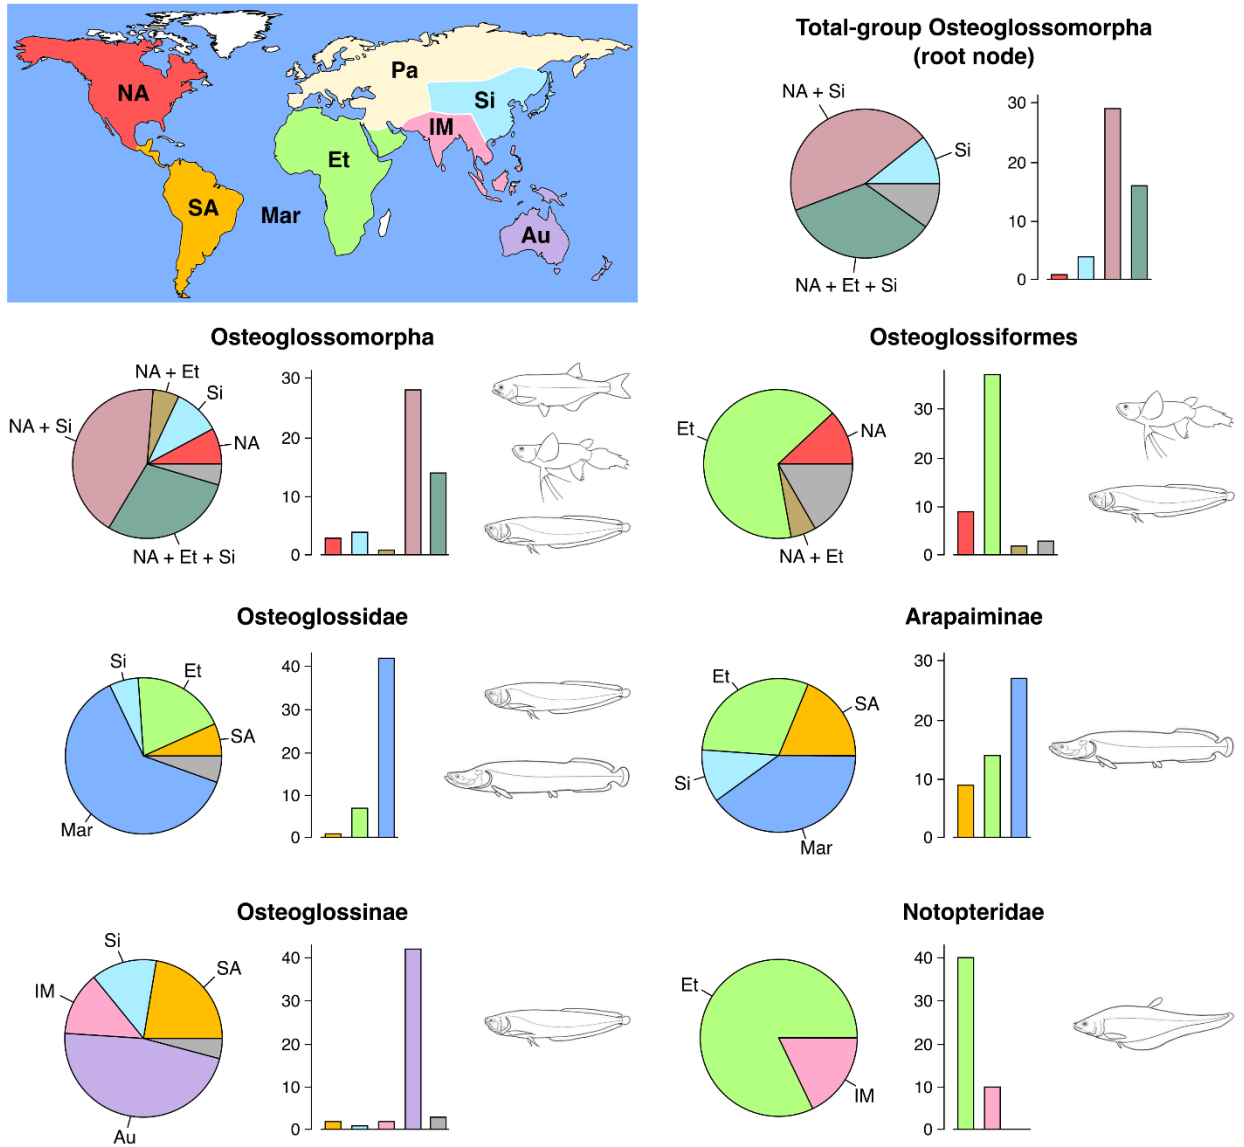 NA
Pa
Si
IM
Et
SA
Mar
Au
Total-group Osteoglossomorpha
(root node)
NA + Si
Si
NA + Et + Si
30
20
10
0
Osteoglossomorpha
NA + Et
Si
NA + Si
NA
NA + Et + Si
30
20
10
0
Osteoglossiformes
Et
NA
NA + Et
30
20
10
0
Osteoglossidae
Si
Et
SA
Mar
40
30
20
10
0
Arapaiminae
Et
SA
Si
Mar
30
20
10
0
Osteoglossinae
Si
SA
IM
Au
40
30
20
10
0
Notopteridae
Et
IM
40
30
20
10
0